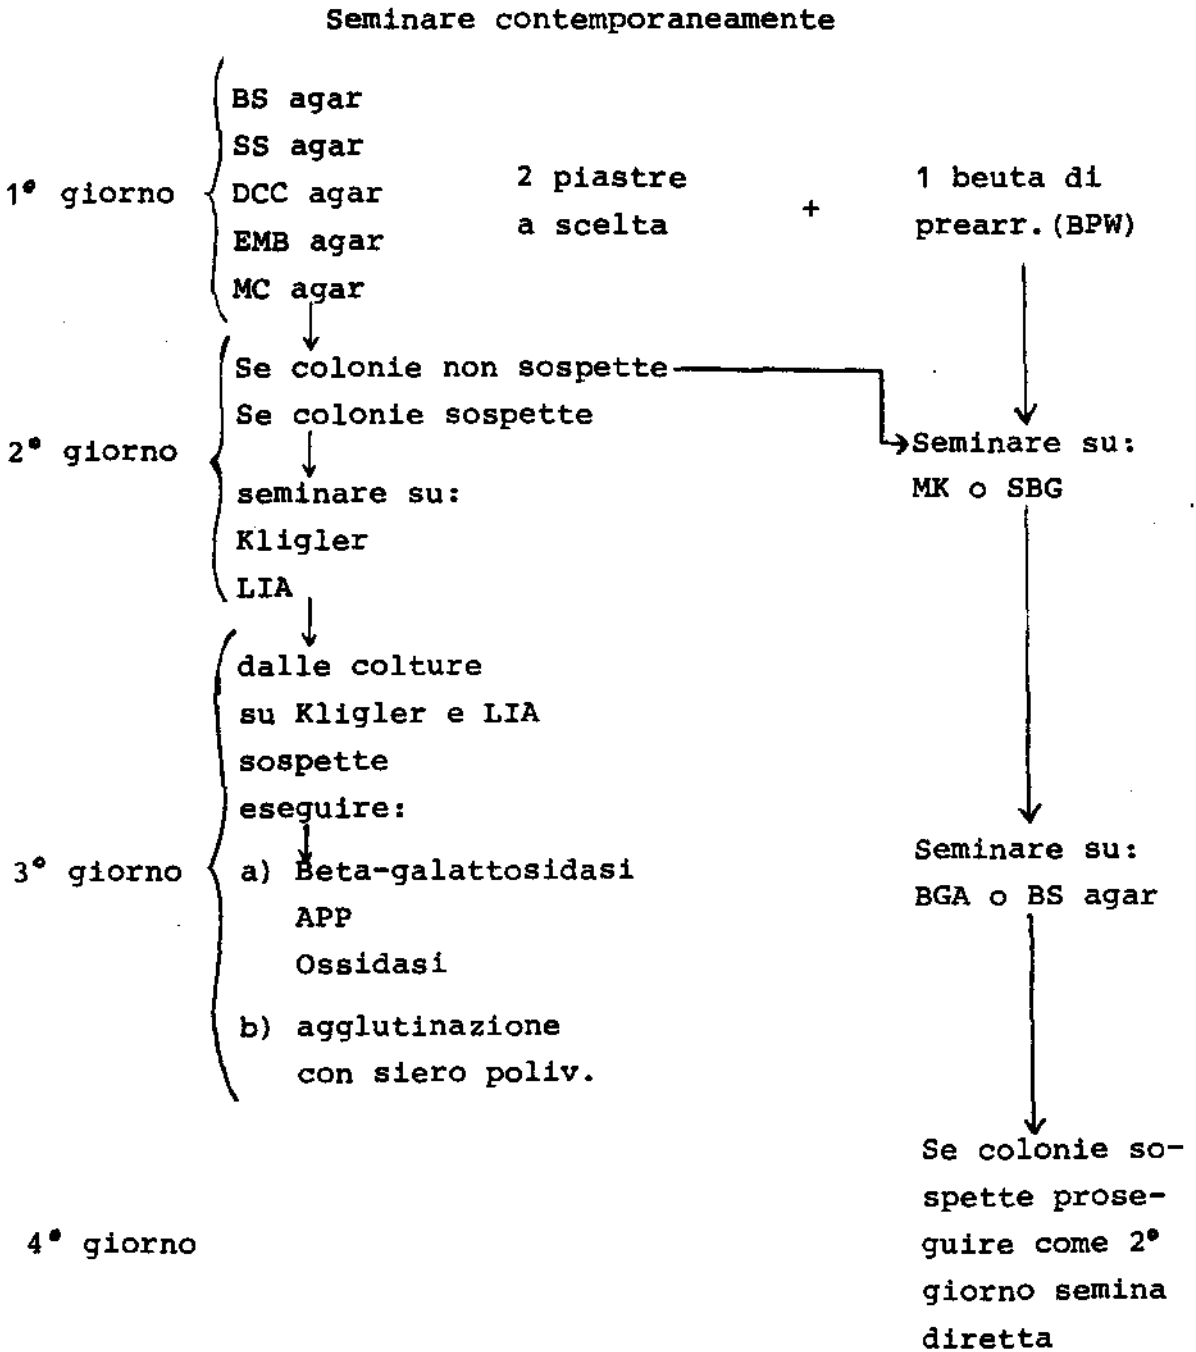 Seminare contemporaneamente
1° giorno
BS agar
SS agar
DCC agar
EMB agar
MC agar
2 piastre
a scelta
+
1 beuta di
prearr.(BPW)
2° giorno
Se colonie non sospette
Se colonie sospette
seminare su:
Kligler
LIA
Seminare su:
MK o SBG
3° giorno
dalle colture
su Kligler e LIA
sospette
eseguire:
a) Beta-galattosidasi
APP
Ossidasi
b) agglutinazione
con siero poliv.
Seminare su:
BGA o BS agar
4° giorno
Se colonie so-
spette prose-
guire come 2°
giorno semina
diretta